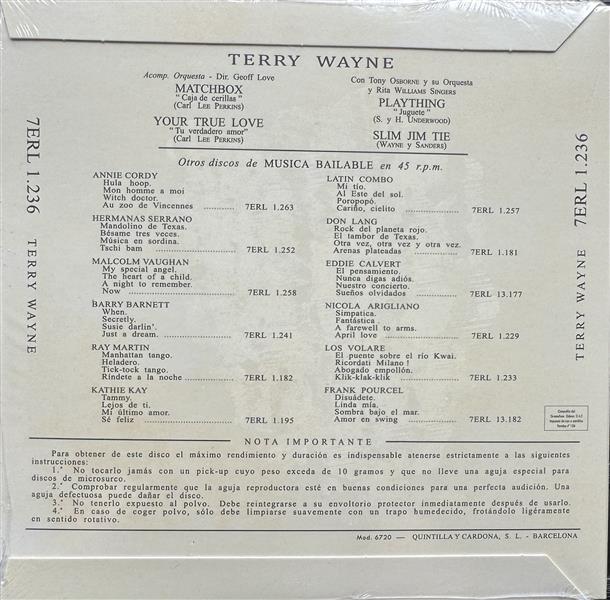 TERRY WAYNE
Acomp. Orquesta - Dir. Geoff Love
MATCHBOX
"Caja de cerillas"
(Carl Lee Perkins)
YOUR TRUE LOVE
"Tu verdadero amor"
(Carl Lee Perkins)
Con Tony Osborne y su Orquesta
y Rita Williams Singers
PLAYTHING
"Juguete"
(S. y H. Underwood)
SLIM JIM TIE
(Wayne y Sanders)
7ERL 1.236 TERRY WAYNE
TERRY WAYNE 7ERL 1.236
Otros discos de MUSICA BAILABLE en 45 r.p.m.
ANNIE CORDY
Hula hoop.
Mon homme a moi
Witch doctor.
Au zoo de Vincennes ........ 7ERL 1.263
HERMANAS SERRANO
Mandolino de Texas.
Bésame tres veces.
Música en sordina.
Tschi bam ........ 7ERL 1.252
MALCOLM VAUGHAN
My special angel.
The heart of a child.
A night to remember.
Now ........ 7ERL 1.258
BARRY BARNETT
When.
Secretly.
Susie darlin'.
Just a dream. ........ 7ERL 1.241
RAY MARTIN
Manhattan tango.
Heladero.
Tick-tock tango.
Ríndete a la noche ........ 7ERL 1.182
KATHIE KAY
Tammy.
Lejos de ti.
Mi último amor.
Sé feliz ........ 7ERL 1.195
LATIN COMBO
Mi tío.
Al Este del sol.
Poropopó.
Cariño, cielito ........ 7ERL 1.257
DON LANG
Rock del planeta rojo.
El tambor de Texas.
Otra vez, otra vez y otra vez.
Arenas plateadas ........ 7ERL 1.181
EDDIE CALVERT
El pensamiento.
Nunca digas adiós.
Nuestro concierto.
Sueños olvidados ........ 7ERL 13.177
NICOLA ARIGLIANO
Simpatica.
Fantástica.
A farewell to arms.
April love ........ 7ERL 1.229
LOS VOLARE
El puente sobre el río Kwai.
Ricordati Milano!
Abogado empollón.
Klik-klak-klik ........ 7ERL 1.233
FRANK POURCEL
Disuádete.
Linda mía.
Sombra bajo el mar.
Amor en swing ........ 7ERL 13.182
NOTA IMPORTANTE
Para obtener de este disco el máximo rendimiento y duración es indispensable atenerse estrictamente a las siguientes
instrucciones:
1.ª No tocarlo jamás con un pick-up cuyo peso exceda de 10 gramos y que no lleve una aguja especial para
discos de microsurco.
2.ª Comprobar regularmente que la aguja reproductora esté en buenas condiciones para una perfecta audición. Una
aguja defectuosa puede dañar el disco.
3.ª No tenerlo expuesto al polvo. Debe reintegrarse a su envoltorio protector inmediatamente después de usarlo.
4.ª En caso de coger polvo, sólo debe limpiarse suavemente con un trapo humedecido, frotándolo ligéramente
en sentido rotativo.
Mod. 6720 — QUINTILLA Y CARDONA, S. L. - BARCELONA